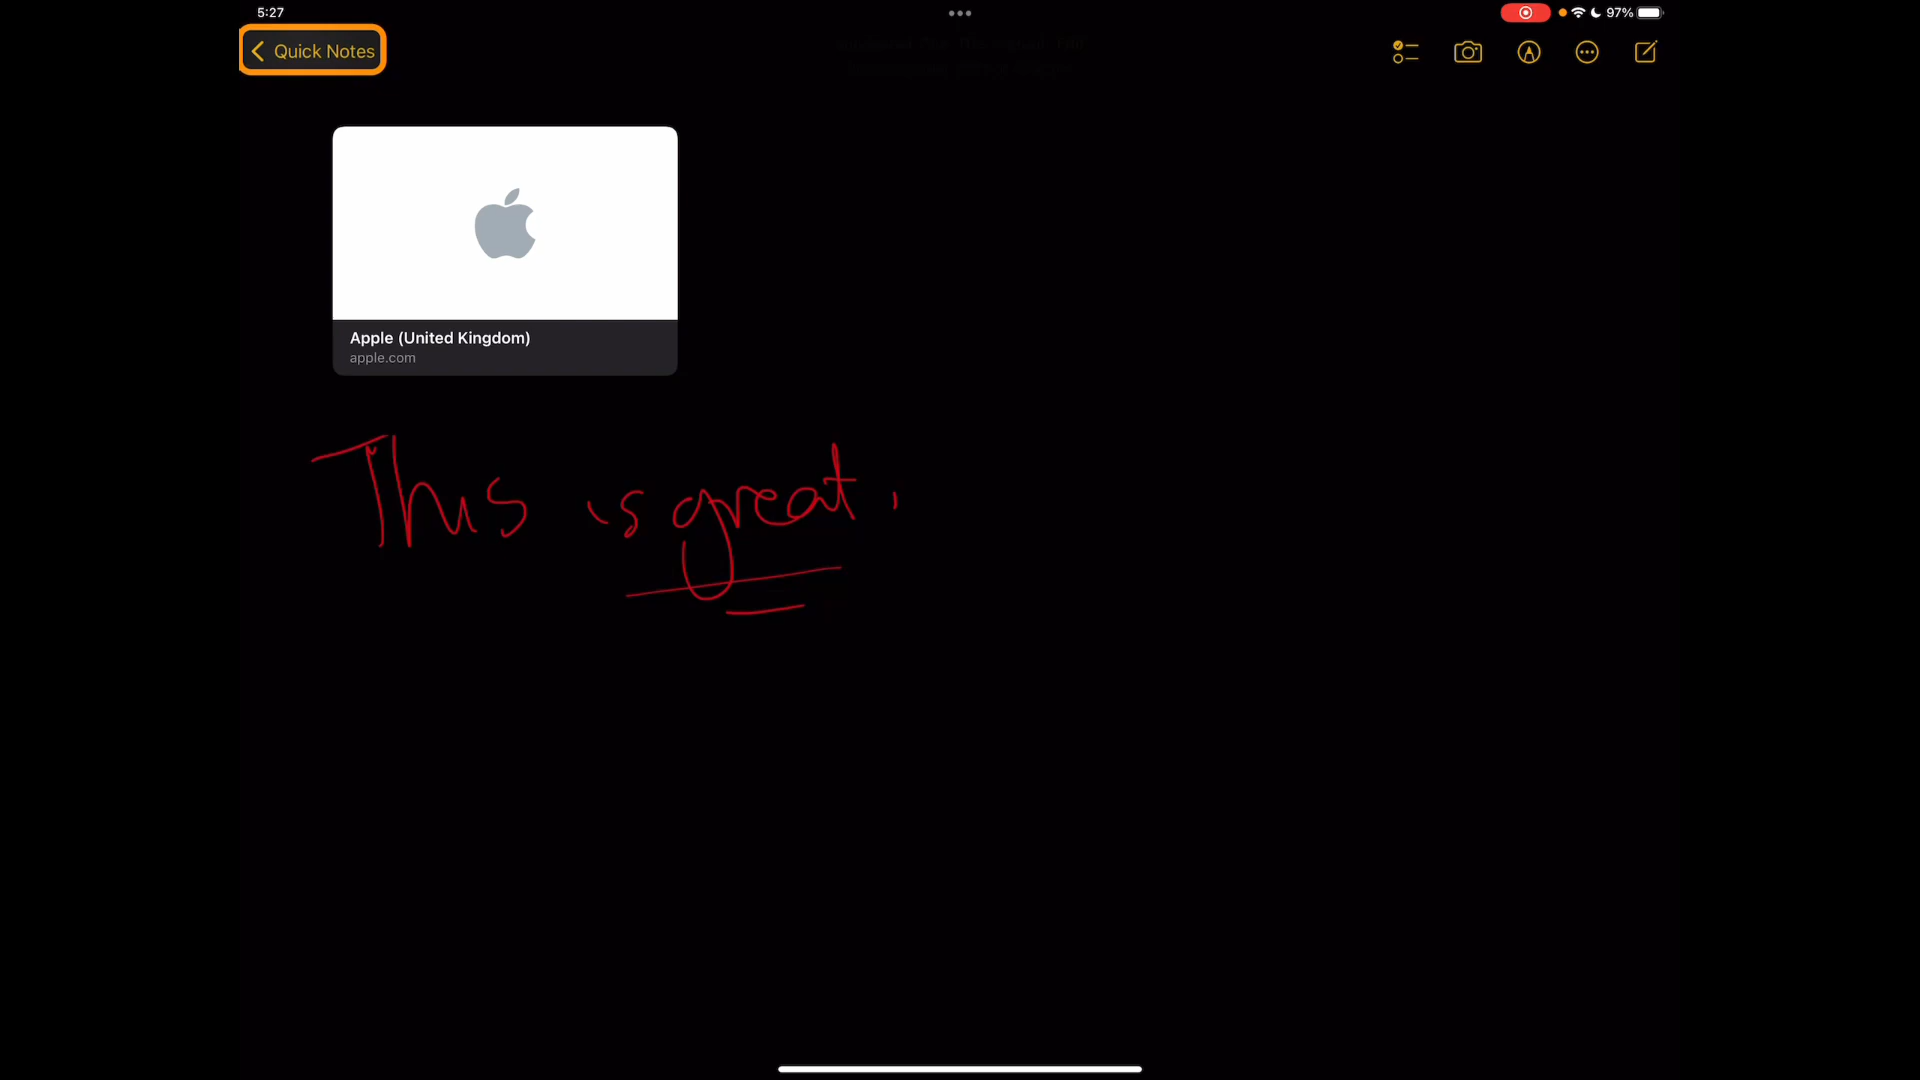 5:27
97%
Quick Notes
Apple (United Kingdom)
apple.com
This is great.